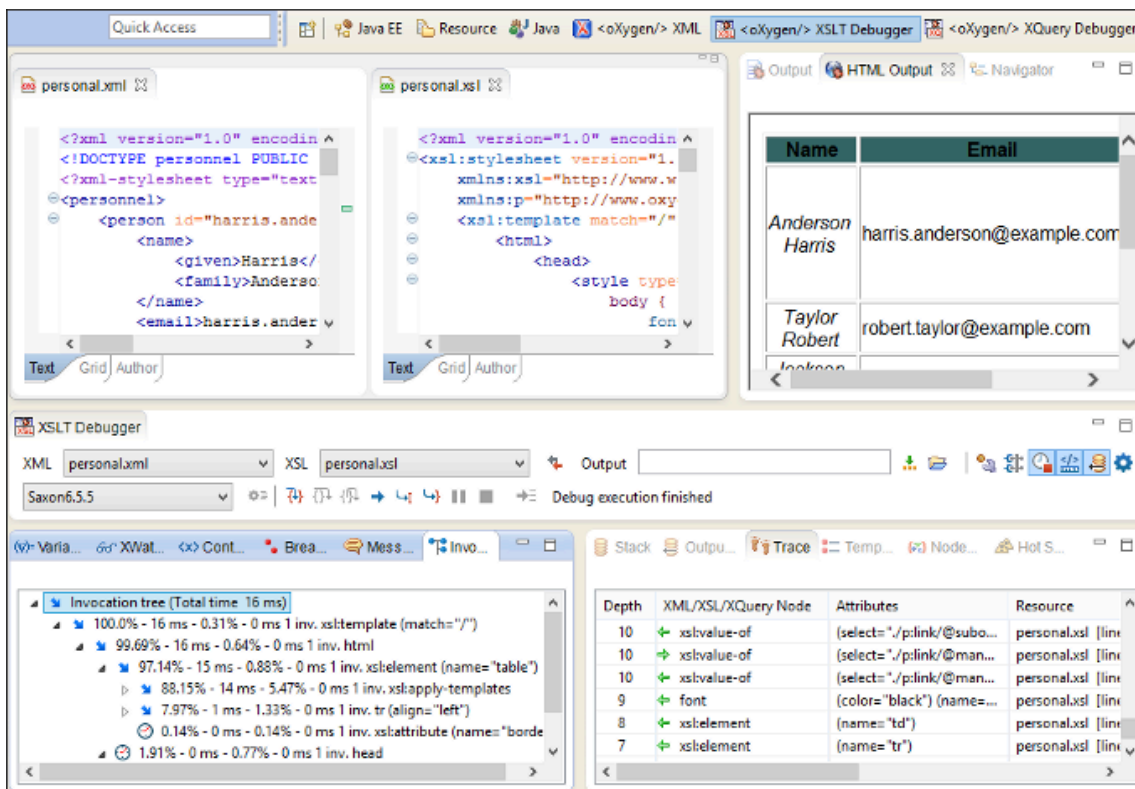 Quick Access
Java EE Resource Java <oXygen/> XML <oXygen/> XSLT Debugger <oXygen/> XQuery Debugger
personal.xml
<?xml version="1.0" encodin
<!DOCTYPE personnel PUBLIC
<?xml-stylesheet type="text
<personnel>
<person id="harris.ande
<name>
<given>Harris</
<family>Anderso
</name>
<email>harris.ander
Text Grid Author
personal.xsl
<?xml version="1.0" encodin
<xsl:stylesheet version="1.
xmlns:xsl="http://www.w
xmlns:p="http://www.oxy
<xsl:template match="/"
<html>
<head>
<style type
body {
fon
Text Grid Author
Output HTML Output Navigator
Name Email
Anderson Harris harris.anderson@example.com
Taylor Robert robert.taylor@example.com
Jackson
XSLT Debugger
XML personal.xml XSL personal.xsl Output
Saxon6.5.5 Debug execution finished
(v)= Varia... XWat... <x> Cont... Brea... Mess... Invo...
Invocation tree (Total time 16 ms)
100.0% - 16 ms - 0.31% - 0 ms 1 inv. xsl:template (match="/")
99.69% - 16 ms - 0.64% - 0 ms 1 inv. html
97.14% - 15 ms - 0.88% - 0 ms 1 inv. xsl:element (name="table")
88.15% - 14 ms - 5.47% - 0 ms 1 inv. xsl:apply-templates
7.97% - 1 ms - 1.33% - 0 ms 1 inv. tr (align="left")
0.14% - 0 ms - 0.14% - 0 ms 1 inv. xsl:attribute (name="borde
1.91% - 0 ms - 0.77% - 0 ms 1 inv. head
Stack Outpu... Trace Temp... Node... Hot S...
Depth XML/XSL/XQuery Node Attributes Resource
10 xsl:value-of (select="./p:link/@subo... personal.xsl [line
10 xsl:value-of (select="./p:link/@man... personal.xsl [line
10 xsl:value-of (select="./p:link/@man... personal.xsl [line
9 font (color="black") (name=... personal.xsl [line
8 xsl:element (name="td") personal.xsl [line
7 xsl:element (name="tr") personal.xsl [line